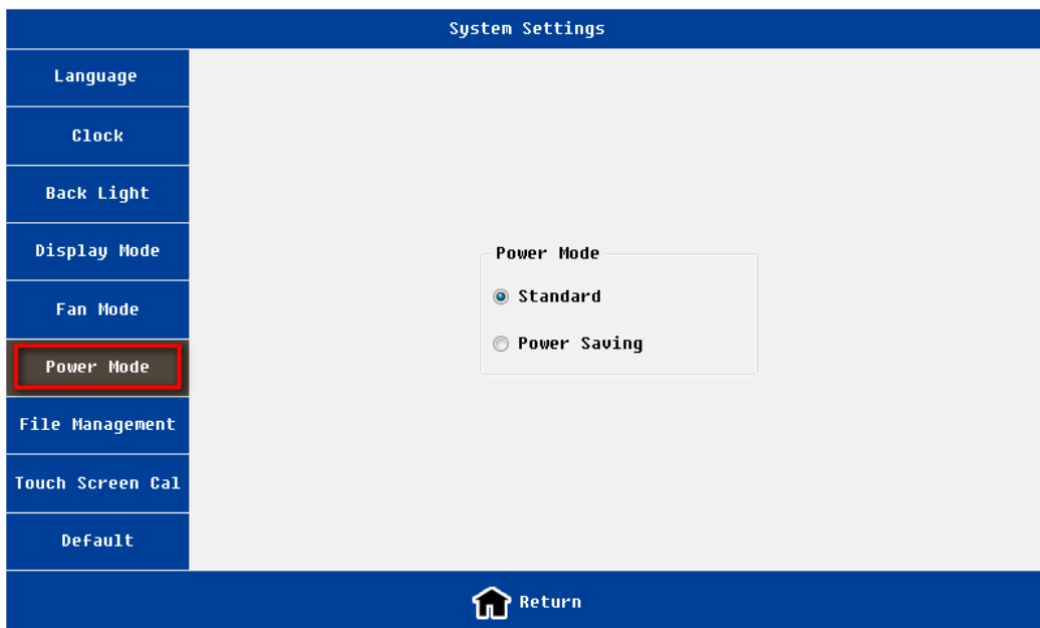 System Settings
Language
Clock
Back Light
Display Mode
Fan Mode
Power Mode
File Management
Touch Screen Cal
Default
Power Mode
Standard
Power Saving
Return